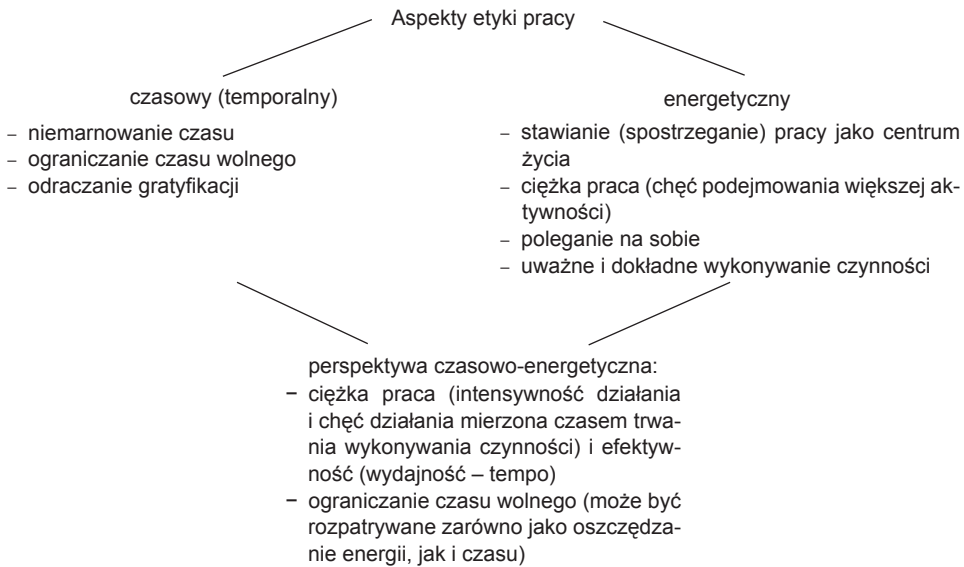 Aspekty etyki pracy
czasowy (temporalny)
– niemarnowanie czasu
– ograniczanie czasu wolnego
– odraczanie gratyfikacji
energetyczny
– stawianie (spostrzeganie) pracy jako centrum
życia
– ciężka praca (chęć podejmowania większej ak-
tywności)
– poleganie na sobie
– uważne i dokładne wykonywanie czynności
perspektywa czasowo-energetyczna:
− ciężka praca (intensywność działania
i chęć działania mierzona czasem trwa-
nia wykonywania czynności) i efektyw-
ność (wydajność – tempo)
− ograniczanie czasu wolnego (może być
rozpatrywane zarówno jako oszczędza-
nie energii, jak i czasu)